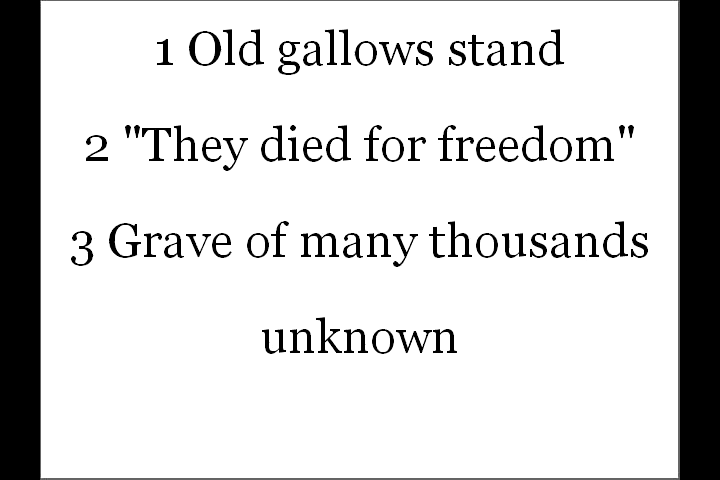 1 Old gallows stand
2 "They died for freedom"
3 Grave of many thousands
unknown